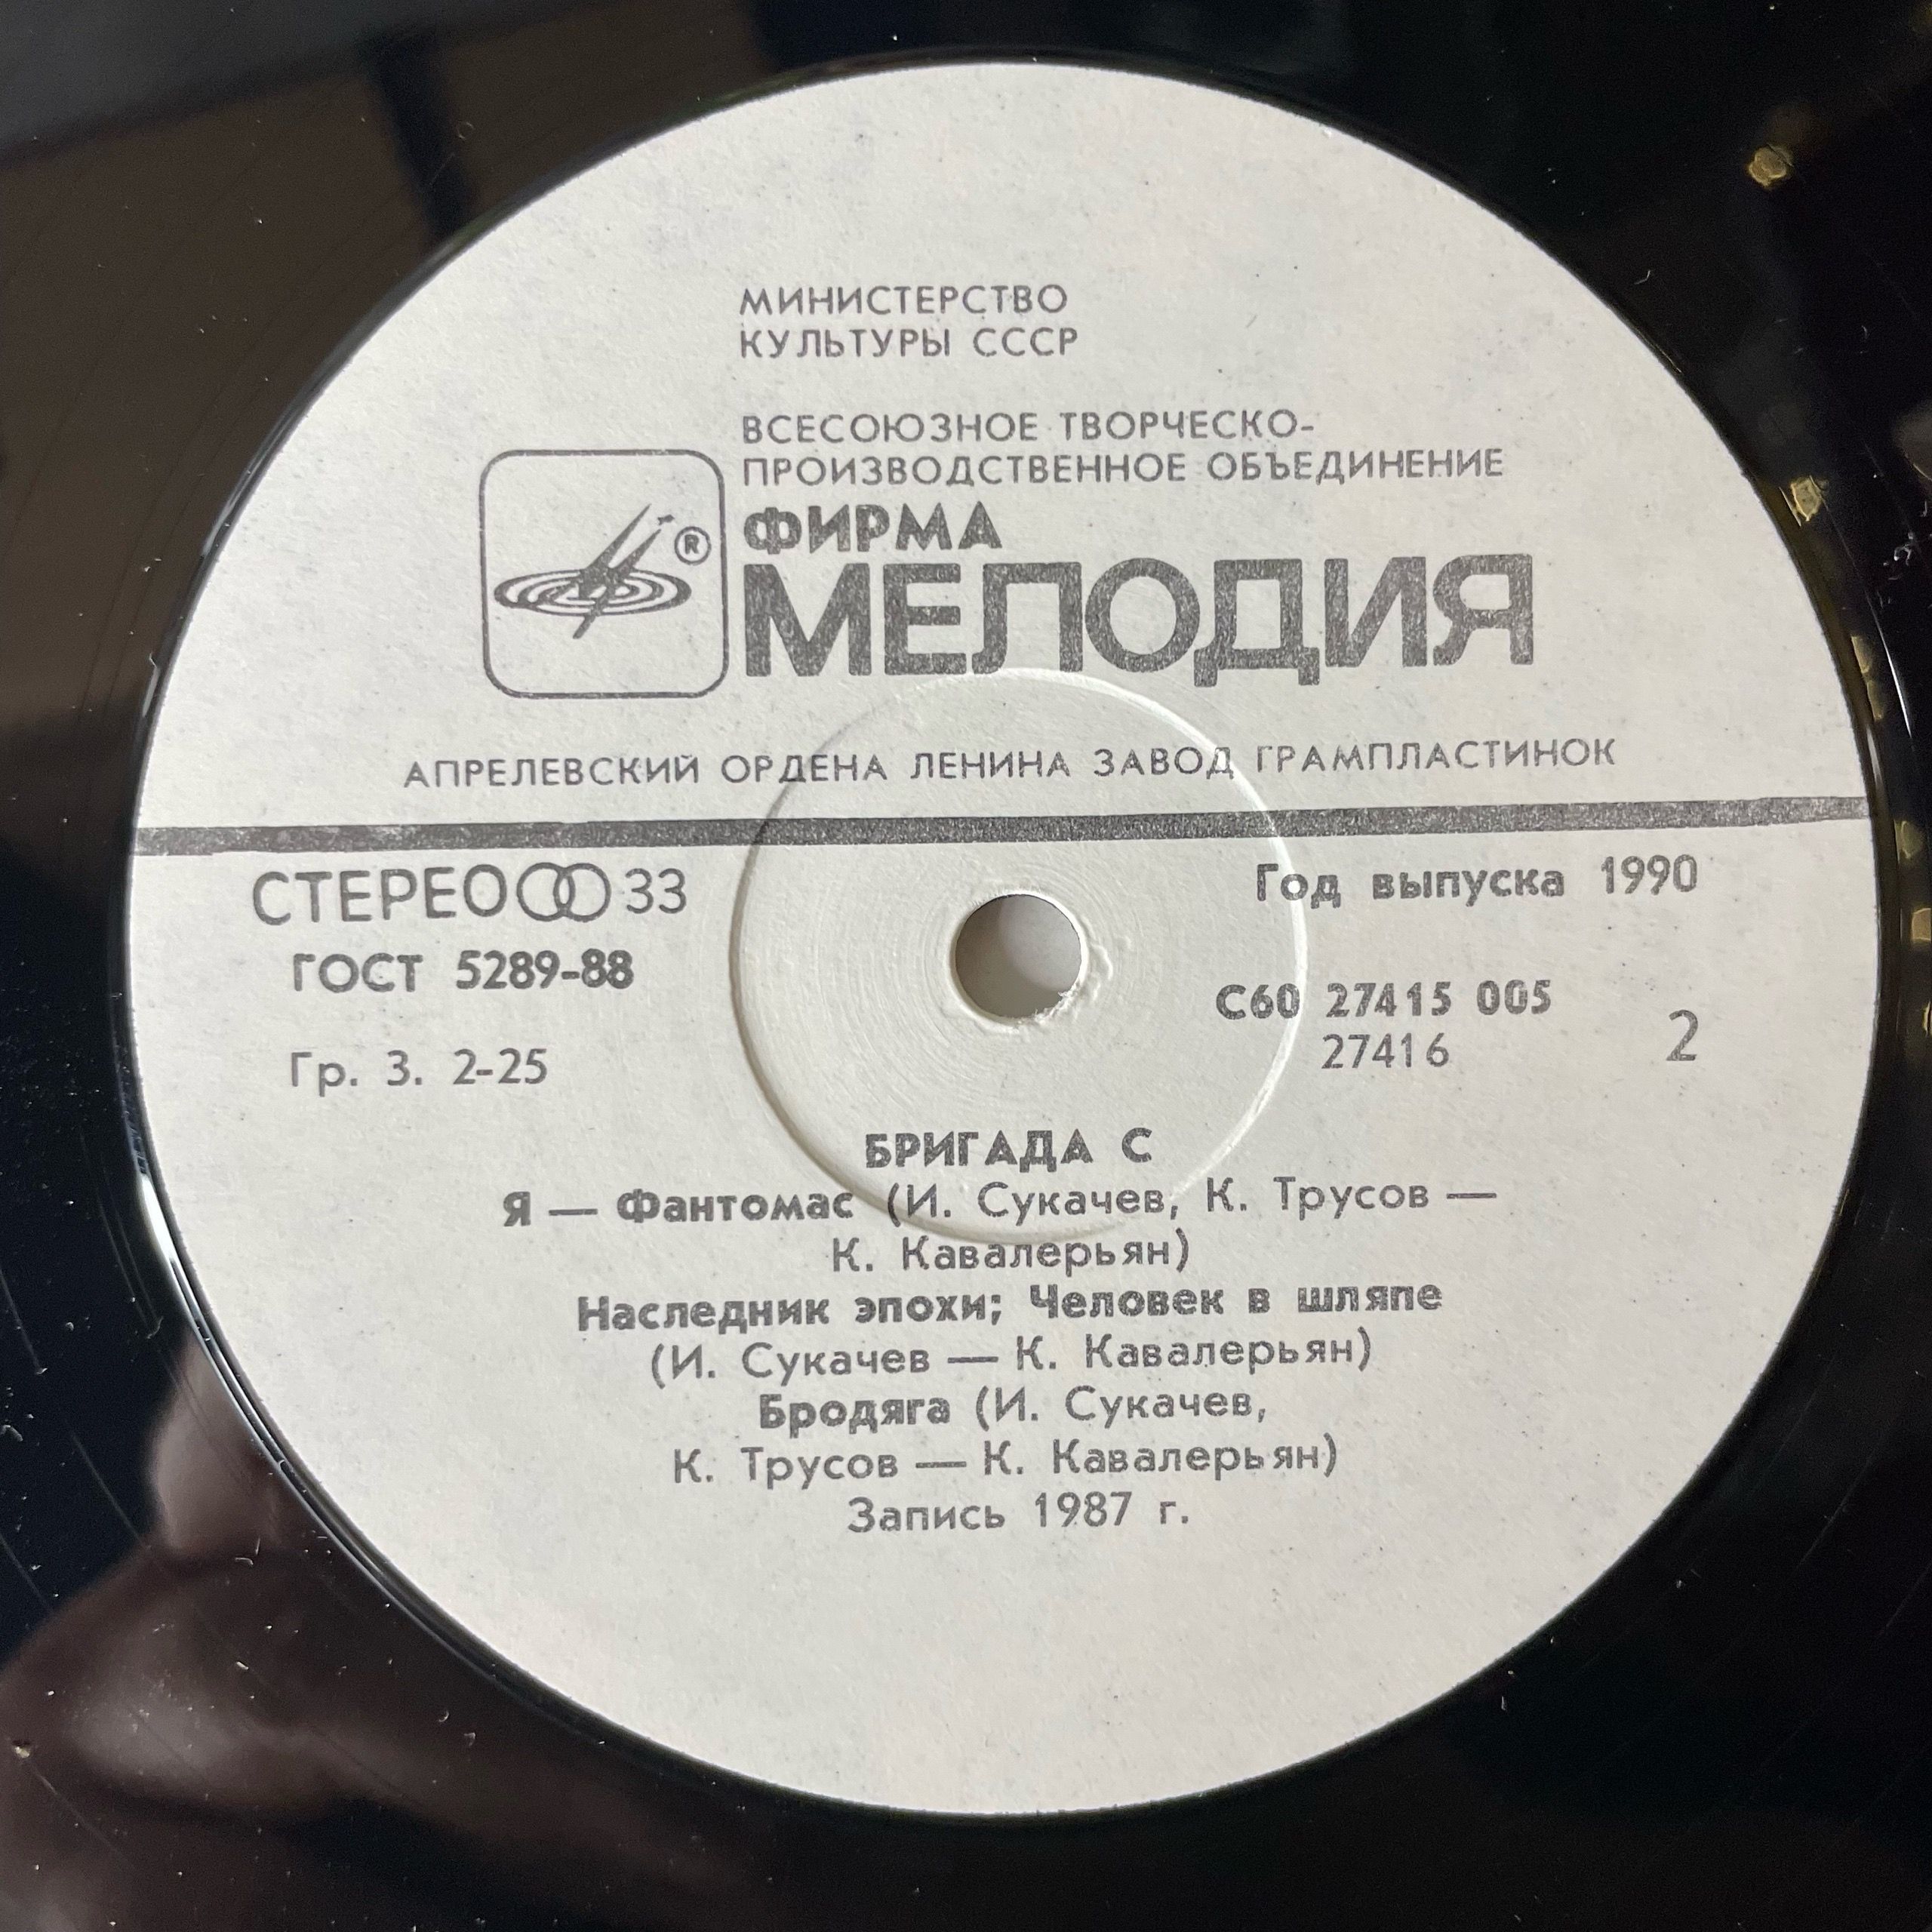 МИНИСТЕРСТВО
КУЛЬТУРЫ СССР
ВСЕСОЮЗНОЕ ТВОРЧЕСКО-
ПРОИЗВОДСТВЕННОЕ ОБЪЕДИНЕНИЕ
ФИРМА
®
МЕЛОДИЯ
АПРЕЛЕВСКИЙ ОРДЕНА ЛЕНИНА ЗАВОД ГРАМПЛАСТИНОК
СТЕРЕО 33
Год выпуска 1990
ГОСТ 5289-88
С60 27415 005
27416
2
Гр. 3. 2-25
БРИГАДА С
Я — Фантомас (И. Сукачев, К. Трусов —
К. Кавалерьян)
Наследник эпохи; Человек в шляпе
(И. Сукачев — К. Кавалерьян)
Бродяга (И. Сукачев,
К. Трусов — К. Кавалерьян)
Запись 1987 г.